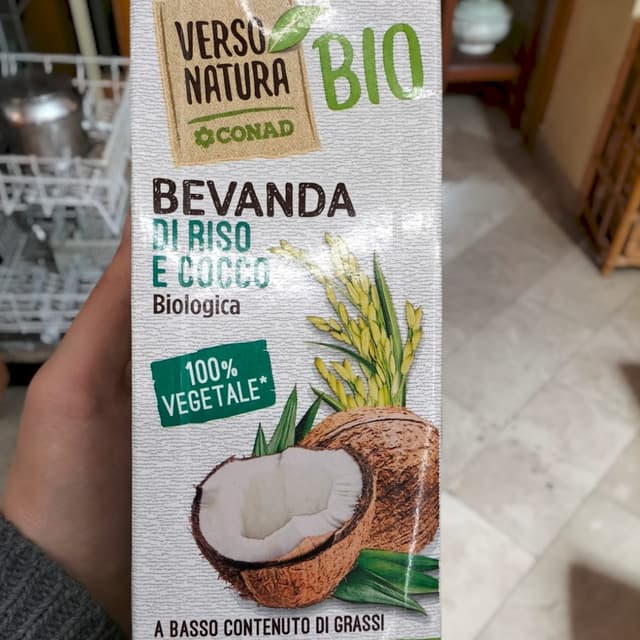 VERSO
NATURA
CONAD
BIO
BEVANDA
DI RISO
E COCCO
Biologica
100%
VEGETALE*
A BASSO CONTENUTO DI GRASSI